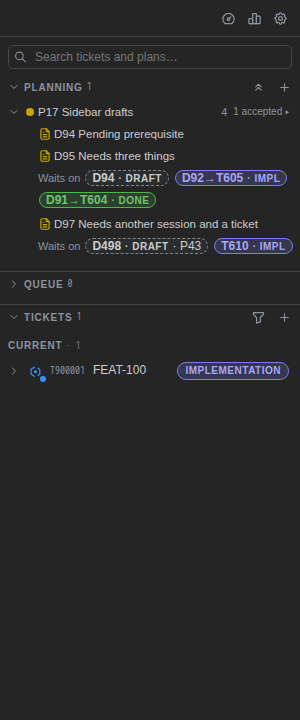 Search tickets and plans…
PLANNING 1
P17 Sidebar drafts 4 1 accepted ▸
D94 Pending prerequisite
D95 Needs three things
Waits on D94 · DRAFT D92→T605 · IMPL
D91→T604 · DONE
D97 Needs another session and a ticket
Waits on D498 · DRAFT · P43 T610 · IMPL
QUEUE 0
TICKETS 1
CURRENT · 1
T900001 FEAT-100 IMPLEMENTATION